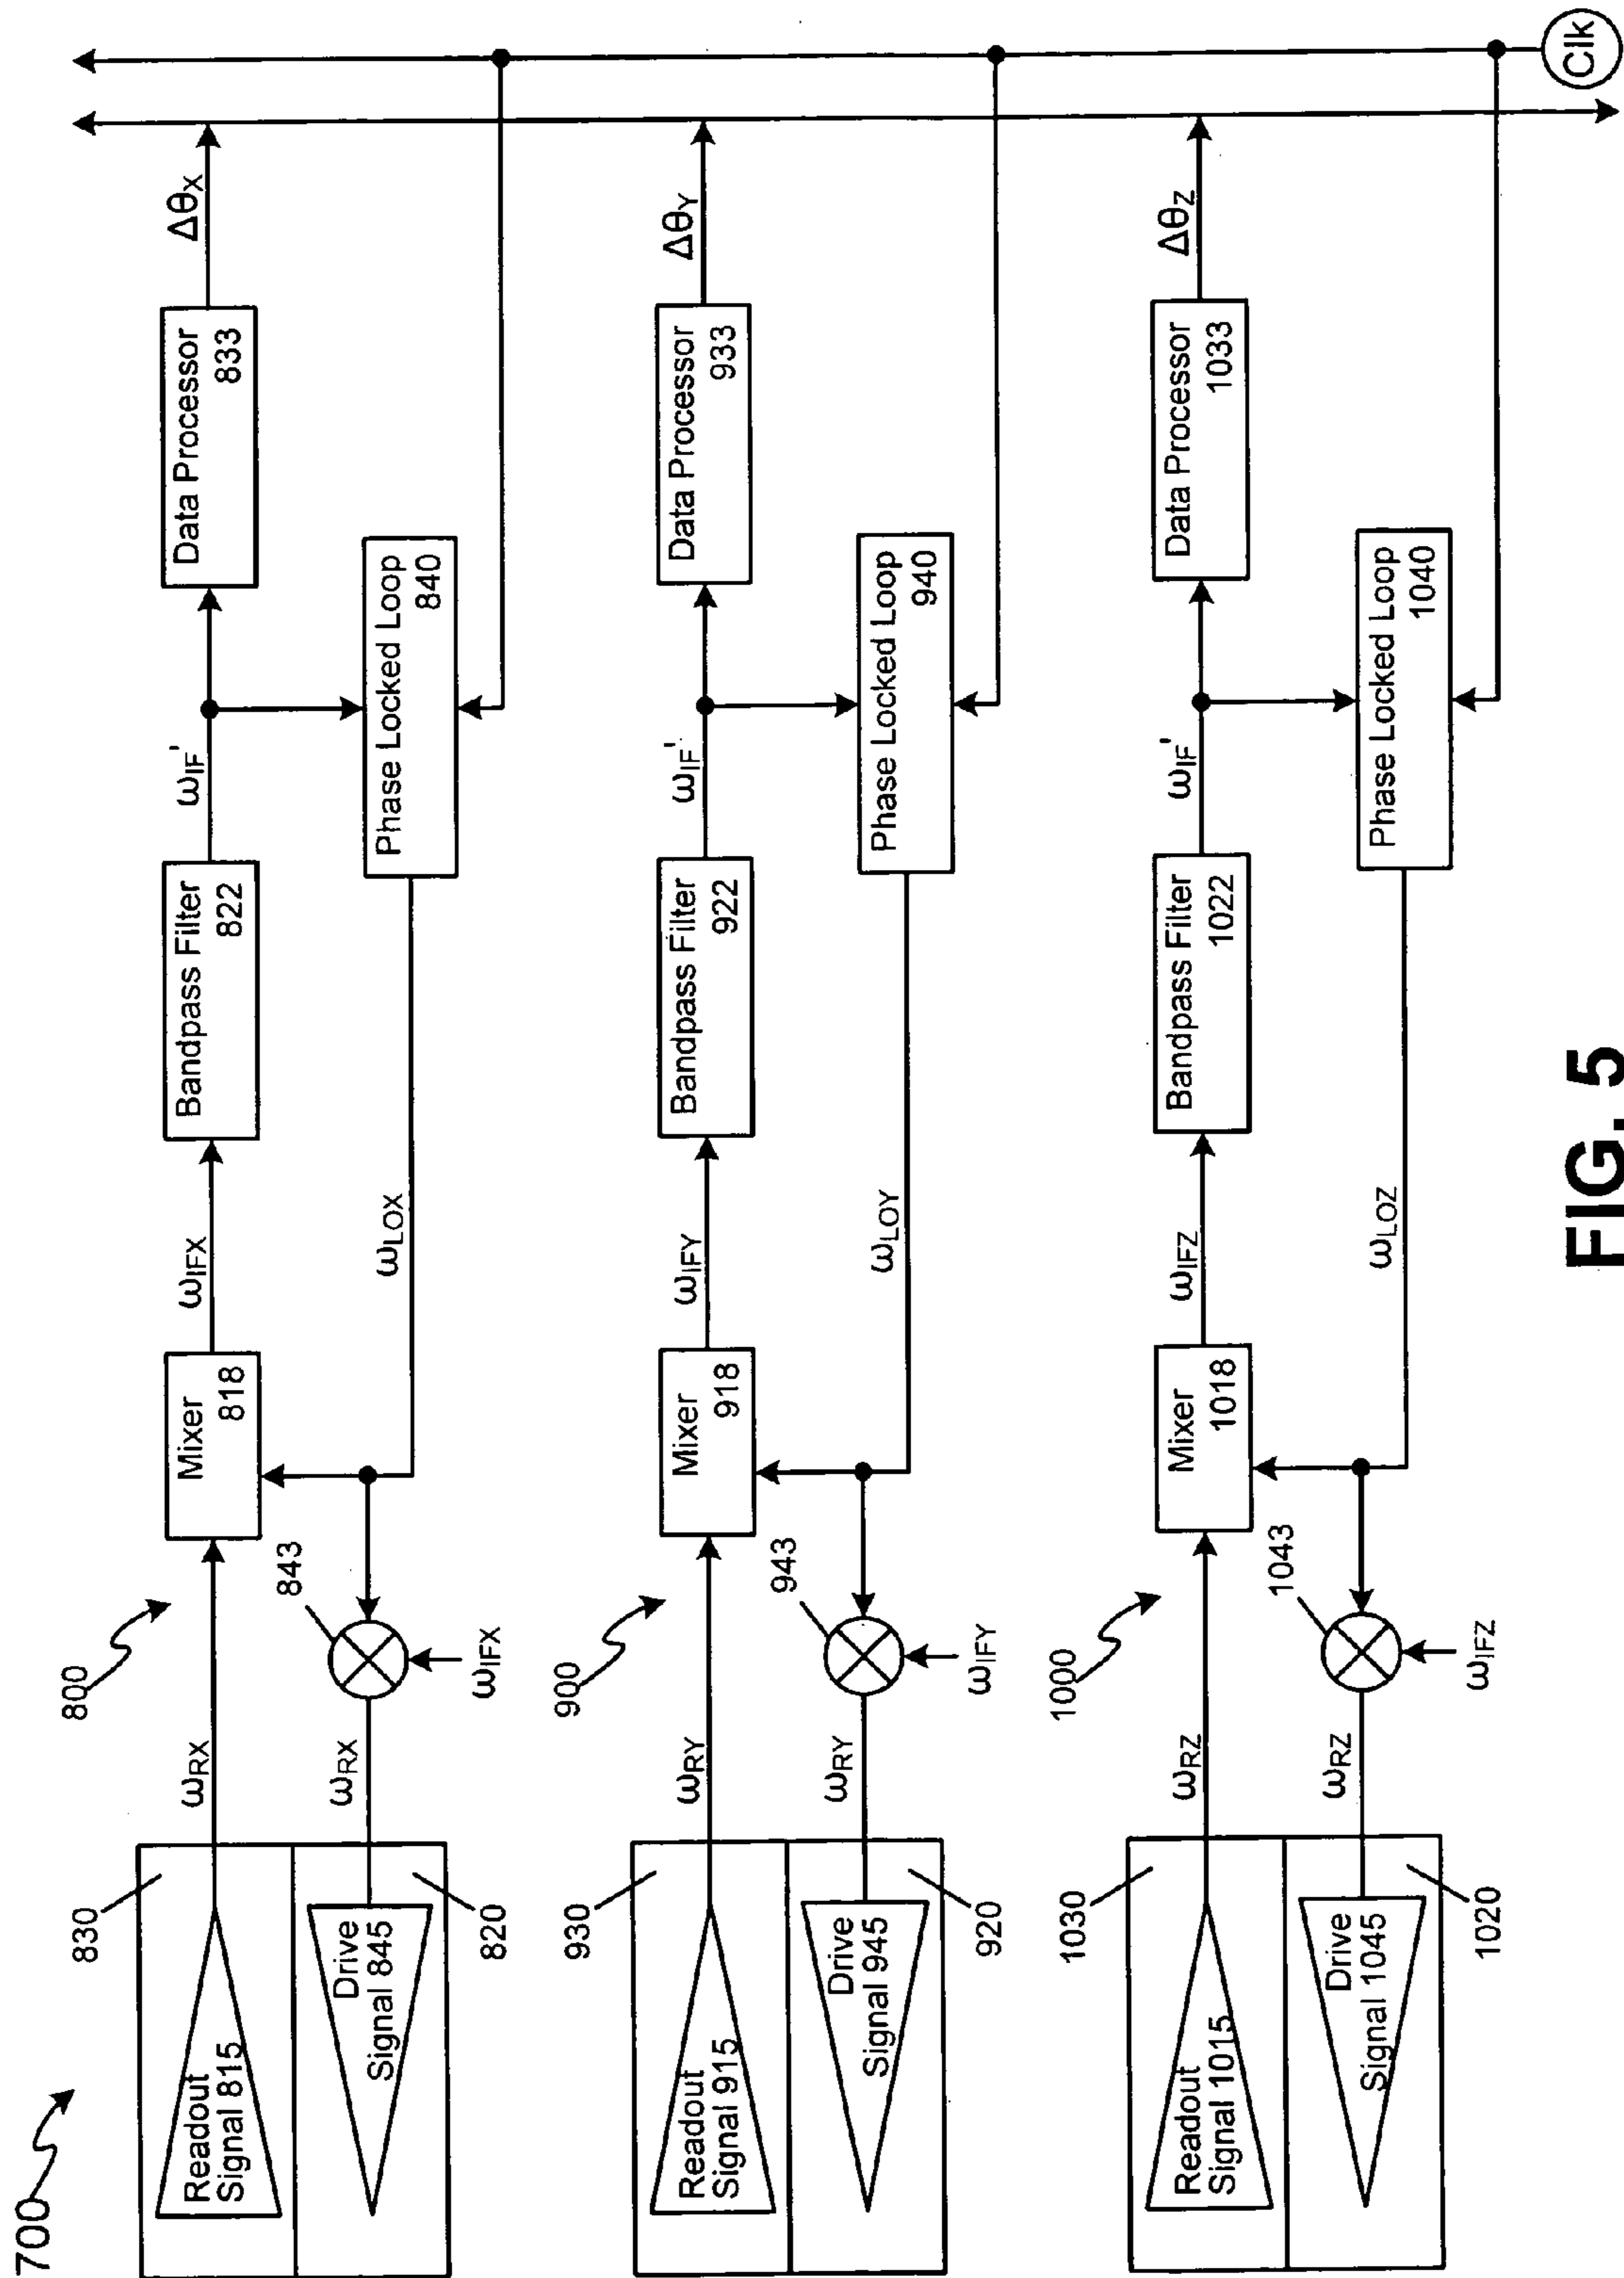 700
830
Readout
Signal 815
Drive
Signal 845
820
ωRX
ωRX
800
843
ωIFX
Mixer
818
ωIFX
ωLOX
Bandpass Filter
822
ωIF'
Phase Locked Loop
840
Data Processor
833
ΔθX
930
Readout
Signal 915
Drive
Signal 945
920
ωRY
ωRY
900
943
ωIFY
Mixer
918
ωIFY
ωLOY
Bandpass Filter
922
ωIF'
Phase Locked Loop
940
Data Processor
933
ΔθY
1030
Readout
Signal 1015
Drive
Signal 1045
1020
ωRZ
ωRZ
1000
1043
ωIFZ
Mixer
1018
ωIFZ
ωLOZ
Bandpass Filter
1022
ωIF'
Phase Locked Loop
1040
Data Processor
1033
ΔθZ
Clk
FIG. 5